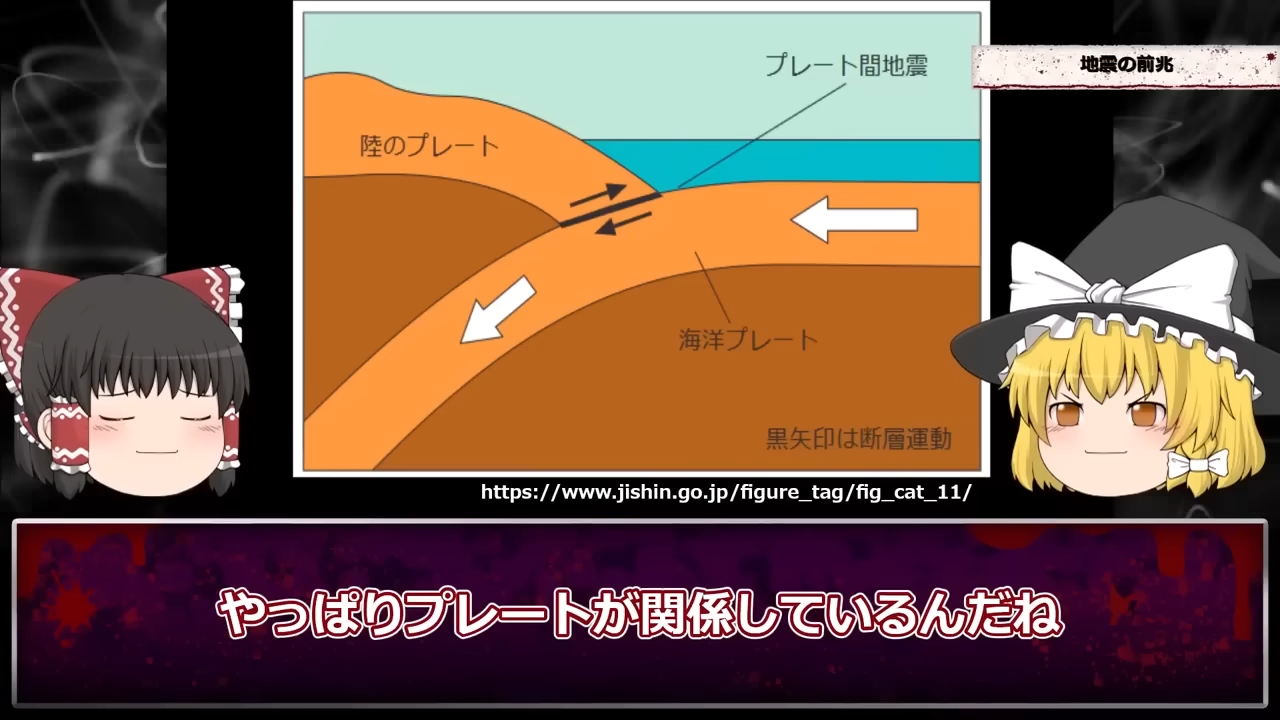 プレート間地震
地震の前兆
陸のプレート
海洋プレート
黒矢印は断層運動
https://www.jishin.go.jp/figure_tag/fig_cat_11/
やっぱりプレートが関係しているんだね